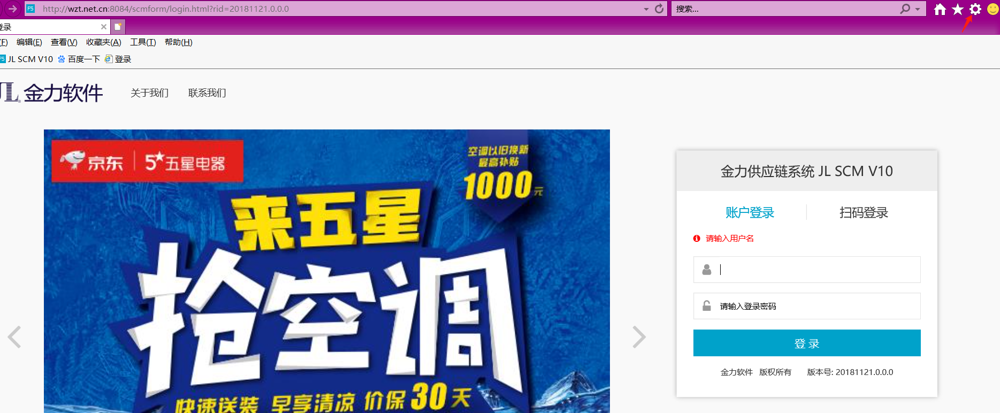 http://wzt.net.cn:8084/scmform/login.html?rid=20181121.0.0.0
搜索...
登录
(F) 编辑(E) 查看(V) 收藏夹(A) 工具(T) 帮助(H)
F5 JL SCM V10 百度一下 登录
JL 金力软件 关于我们 联系我们
京东 5★五星电器
空调以旧换新
最高补贴
1000元
来五星
抢空调
快速送装 早享清凉 价保30天
金力供应链系统 JL SCM V10
账户登录 扫码登录
请输入用户名
请输入登录密码
登 录
金力软件 版权所有 版本号: 20181121.0.0.0